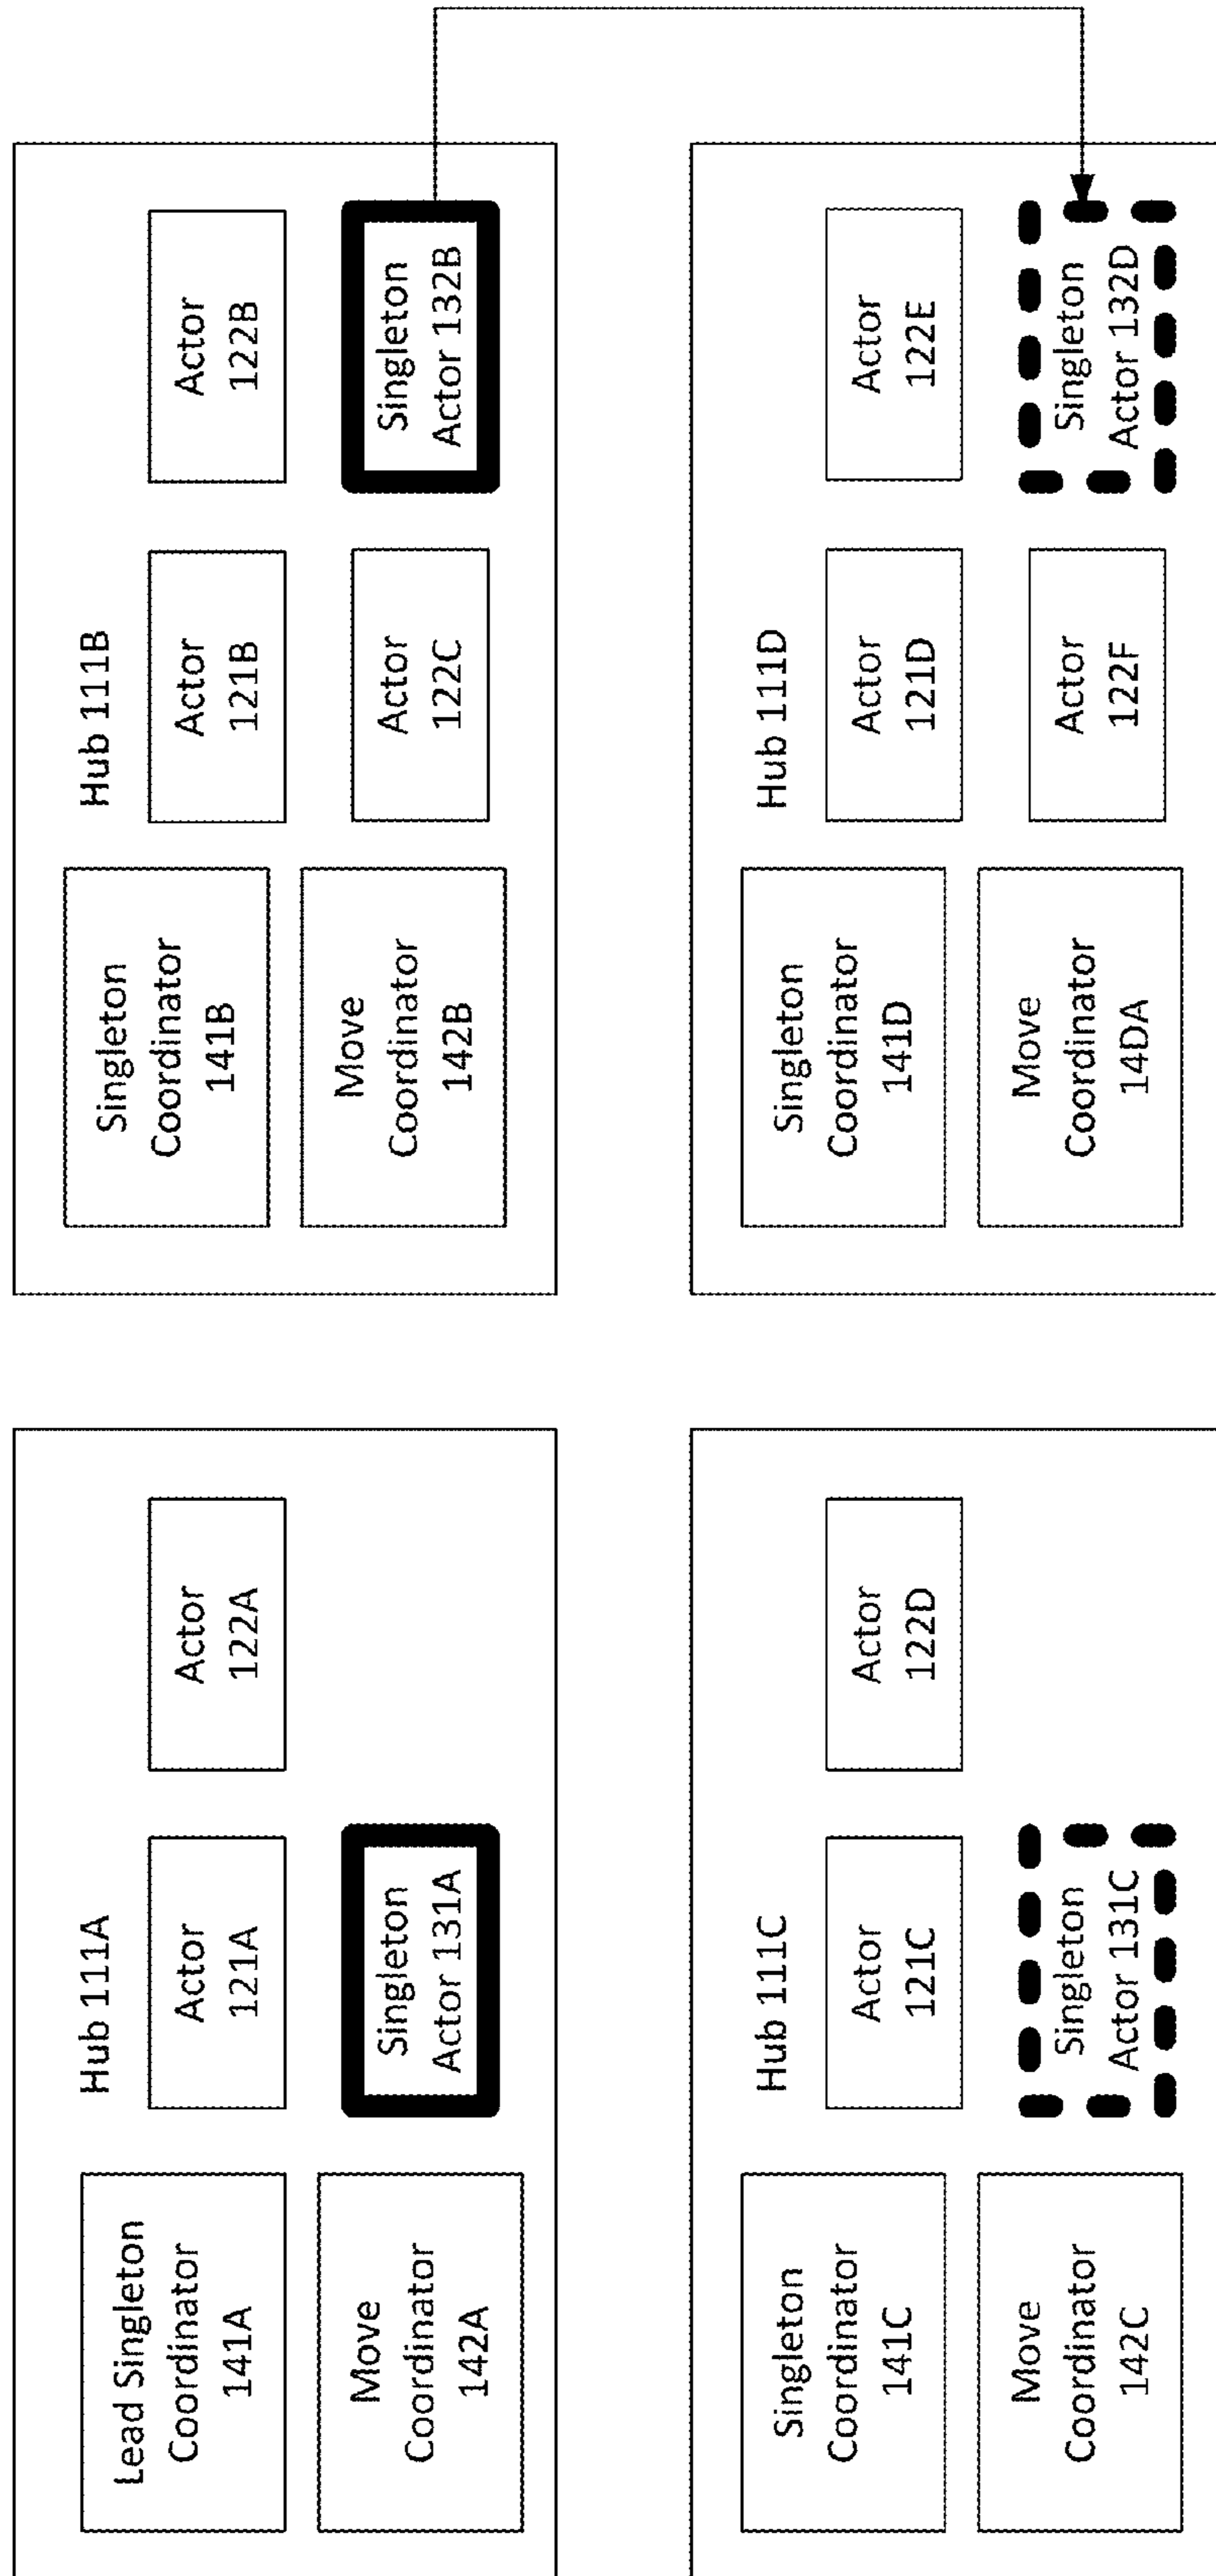 Hub 111A
Lead Singleton
Coordinator
141A
Actor
121A
Actor
122A
Move
Coordinator
142A
Singleton
Actor 131A
Hub 111B
Singleton
Coordinator
141B
Actor
121B
Actor
122B
Move
Coordinator
142B
Actor
122C
Singleton
Actor 132B
Hub 111C
Singleton
Coordinator
141C
Actor
121C
Actor
122D
Move
Coordinator
142C
Singleton
Actor 131C
Hub 111D
Singleton
Coordinator
141D
Actor
121D
Actor
122E
Move
Coordinator
14DA
Actor
122F
Singleton
Actor 132D